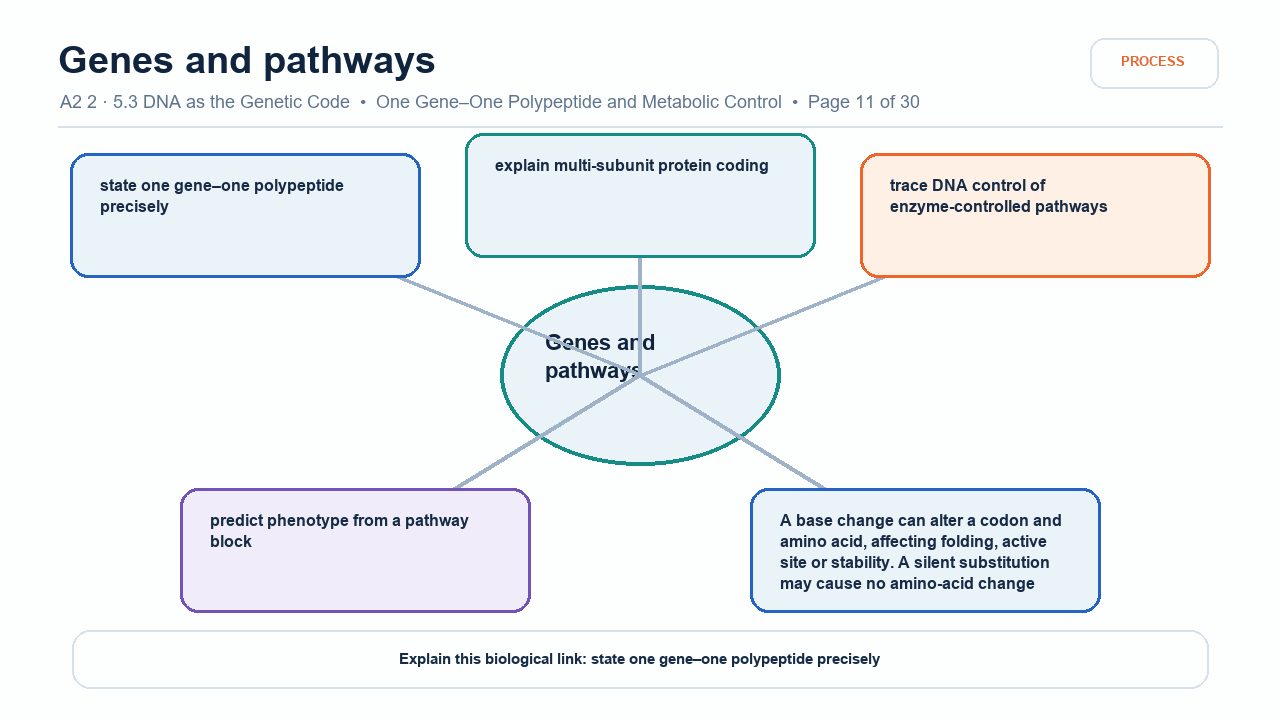 Genes and pathways
PROCESS
A2 2 · 5.3 DNA as the Genetic Code • One Gene–One Polypeptide and Metabolic Control • Page 11 of 30
state one gene–one polypeptide
precisely
explain multi-subunit protein coding
trace DNA control of
enzyme-controlled pathways
Genes and
pathways
predict phenotype from a pathway
block
A base change can alter a codon and
amino acid, affecting folding, active
site or stability. A silent substitution
may cause no amino-acid change
Explain this biological link: state one gene–one polypeptide precisely